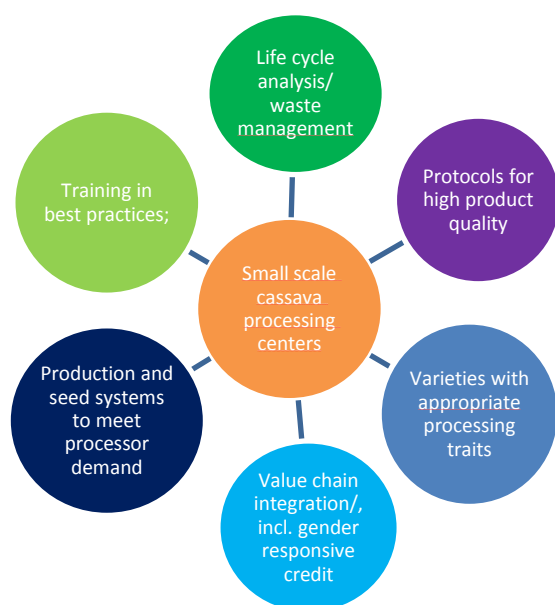 Life cycle
analysis/
waste
management
Protocols for
high product
quality
Training in
best practices;
Small scale
cassava
processing
centers
Varieties with
appropriate
processing
traits
Production and
seed systems
to meet
processor
demand
Value chain
integration/,
incl. gender
responsive
credit